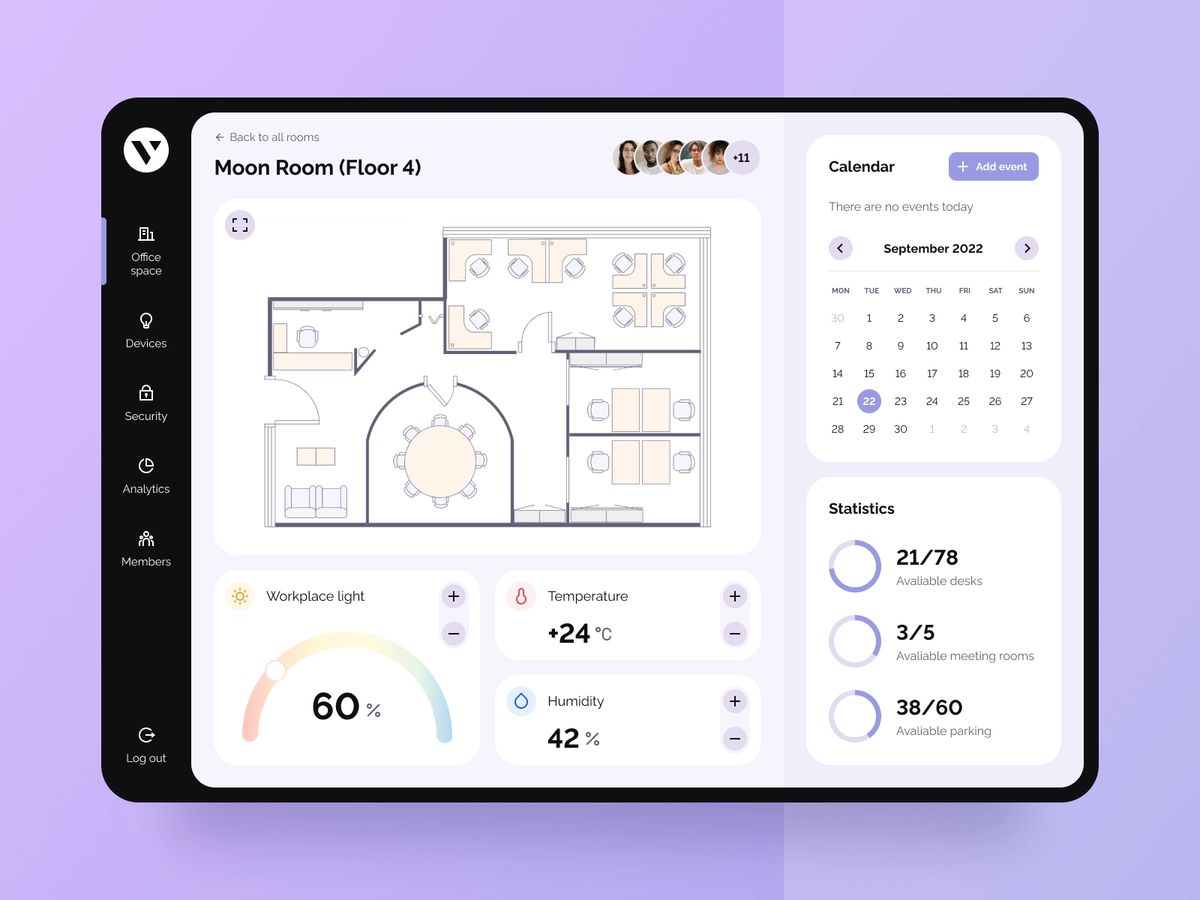 ← Back to all rooms
Moon Room (Floor 4)
+11
Office
space
Devices
Security
Analytics
Members
Log out
Workplace light
+
−
60 %
Temperature
+24 °C
+
−
Humidity
42 %
+
−
Calendar
+ Add event
There are no events today
September 2022
MON TUE WED THU FRI SAT SUN
30 1 2 3 4 5 6
7 8 9 10 11 12 13
14 15 16 17 18 19 20
21 22 23 24 25 26 27
28 29 30 1 2 3 4
Statistics
21/78
Avaliable desks
3/5
Avaliable meeting rooms
38/60
Avaliable parking